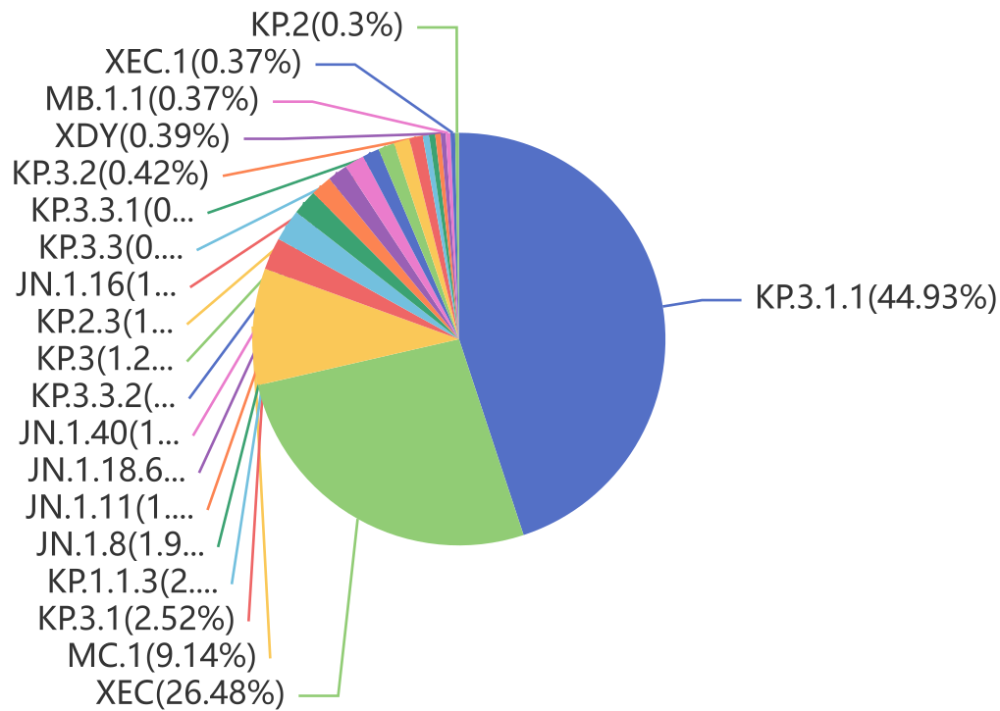 KP.2(0.3%)
XEC.1(0.37%)
MB.1.1(0.37%)
XDY(0.39%)
KP.3.2(0.42%)
KP.3.3.1(0...
KP.3.3(0....
JN.1.16(1...
KP.2.3(1...
KP.3(1.2...
KP.3.3.2(...
JN.1.40(1...
JN.1.18.6...
JN.1.11(1....
JN.1.8(1.9...
KP.1.1.3(2....
KP.3.1(2.52%)
MC.1(9.14%)
XEC(26.48%)
KP.3.1.1(44.93%)